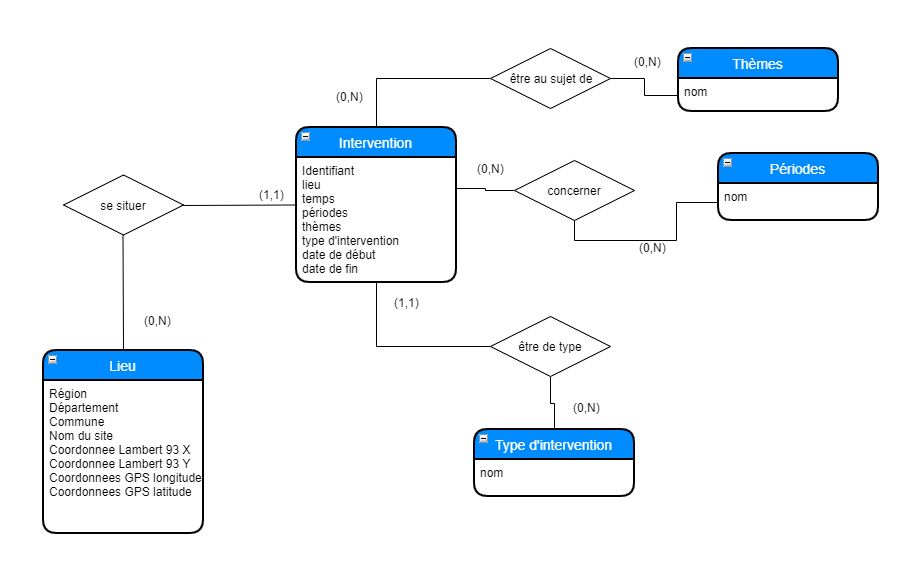 (0,N)
être au sujet de
(0,N)
Thèmes
nom
Intervention
Identifiant
lieu
temps
périodes
thèmes
type d'intervention
date de début
date de fin
(0,N)
concerner
(0,N)
Périodes
nom
se situer
(1,1)
(0,N)
(1,1)
être de type
(0,N)
Lieu
Région
Département
Commune
Nom du site
Coordonnee Lambert 93 X
Coordonnee Lambert 93 Y
Coordonnees GPS longitude
Coordonnees GPS latitude
Type d'intervention
nom